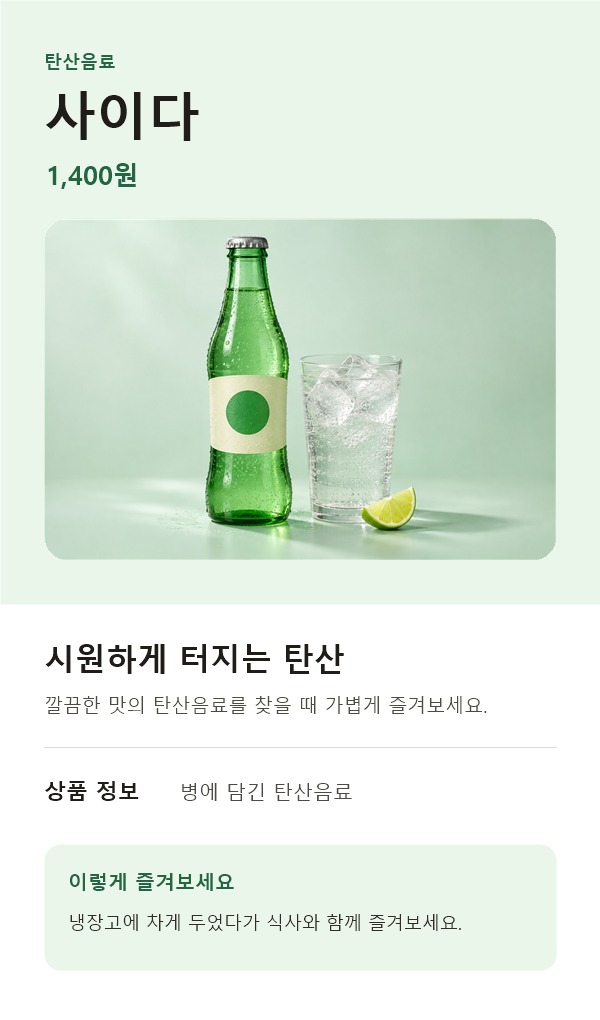 탄산음료
사이다
1,400원
시원하게 터지는 탄산
깔끔한 맛의 탄산음료를 찾을 때 가볍게 즐겨보세요.
상품 정보 병에 담긴 탄산음료
이렇게 즐겨보세요
냉장고에 차게 두었다가 식사와 함께 즐겨보세요.